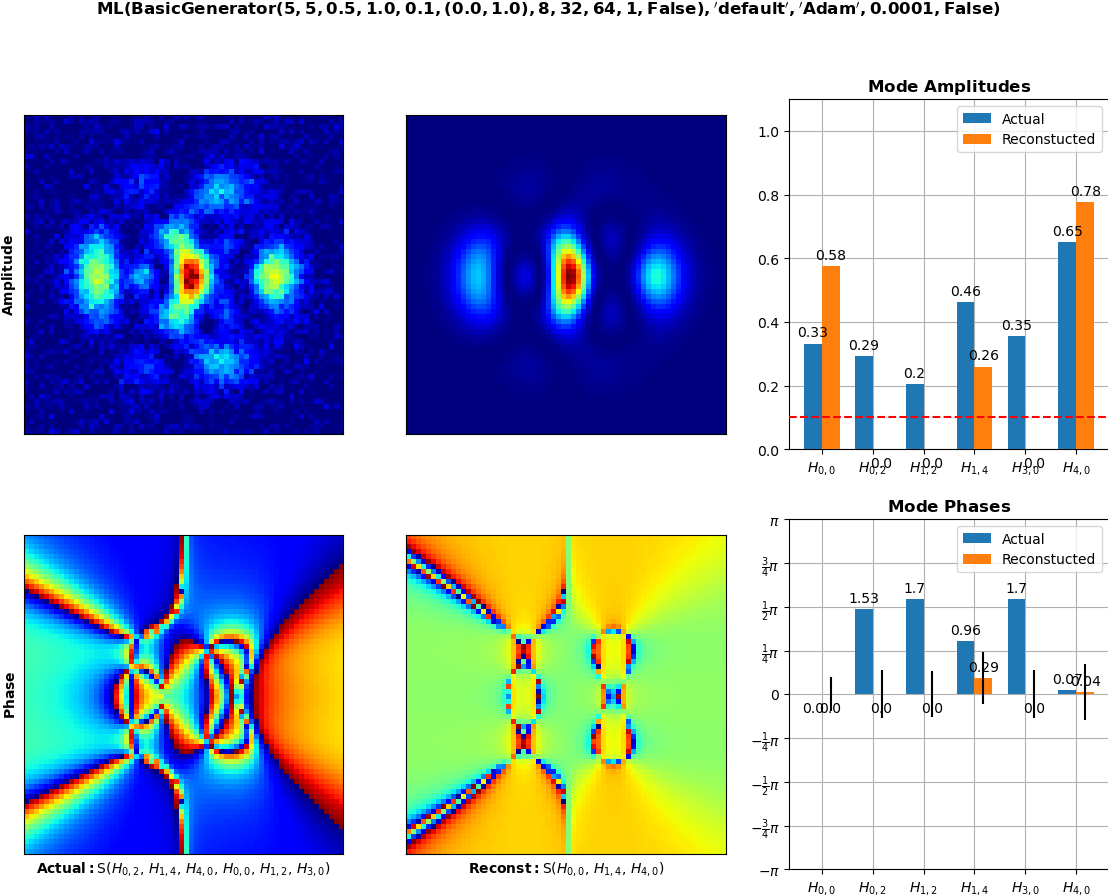 ML(BasicGenerator(5, 5, 0.5, 1.0, 0.1, (0.0, 1.0), 8, 32, 64, 1, False), ′default′, ′Adam′, 0.0001, False)
Amplitude
Mode Amplitudes
Actual
Reconstucted
1.0
0.8
0.6
0.4
0.2
0.0
0.33
0.58
0.29
0.0
0.2
0.0
0.46
0.26
0.35
0.0
0.65
0.78
H0,0
H0,2
H1,2
H1,4
H3,0
H4,0
Phase
Actual: S(H0,2, H1,4, H4,0, H0,0, H1,2, H3,0)
Reconst: S(H0,0, H1,4, H4,0)
Mode Phases
Actual
Reconstucted
π
3/4π
1/2π
1/4π
0
−1/4π
−1/2π
−3/4π
−π
0.0
0.0
1.53
0.0
1.7
0.0
0.96
0.29
1.7
0.0
0.07
0.04
H0,0
H0,2
H1,2
H1,4
H3,0
H4,0